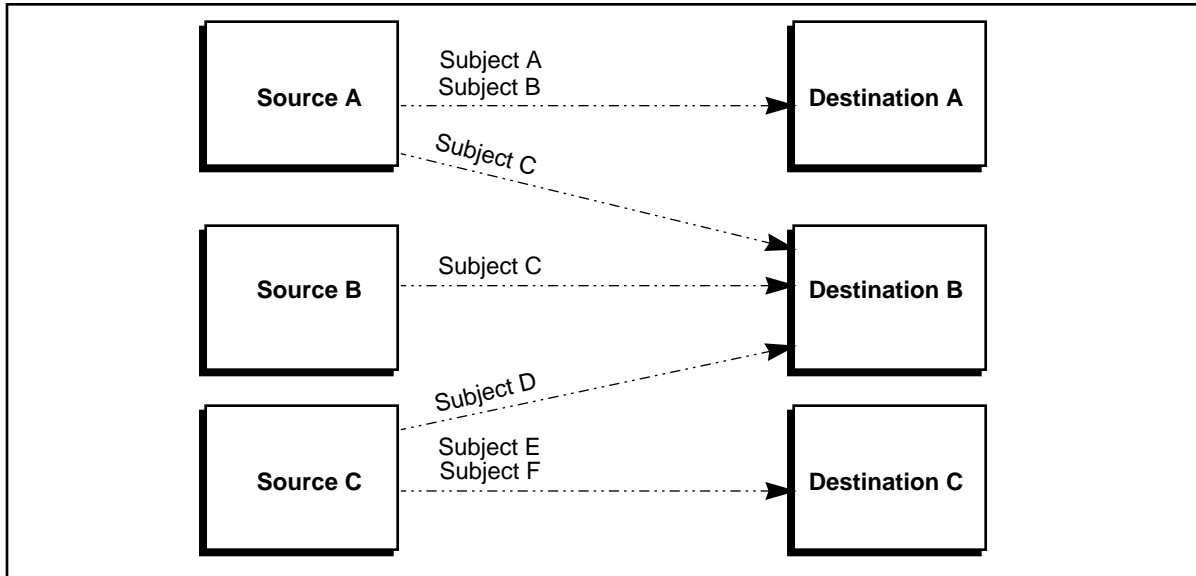 Subject A
Subject B
Source A
Destination A
Subject C
Subject C
Source B
Destination B
Subject D
Subject E
Subject F
Source C
Destination C